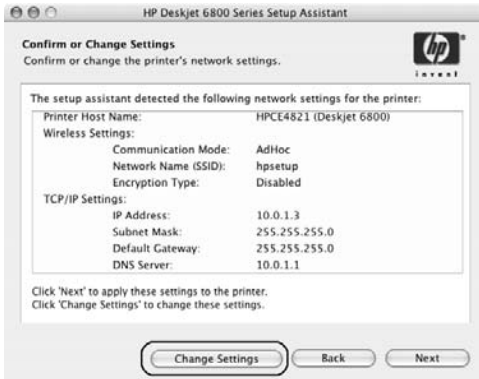 HP Deskjet 6800 Series Setup Assistant
Confirm or Change Settings
Confirm or change the printer's network settings.
hp
invent
The setup assistant detected the following network settings for the printer:
Printer Host Name: HPCE4821 (Deskjet 6800)
Wireless Settings:
Communication Mode: AdHoc
Network Name (SSID): hpsetup
Encryption Type: Disabled
TCP/IP Settings:
IP Address: 10.0.1.3
Subnet Mask: 255.255.255.0
Default Gateway: 255.255.255.0
DNS Server: 10.0.1.1
Click 'Next' to apply these settings to the printer.
Click 'Change Settings' to change these settings.
Change Settings Back Next